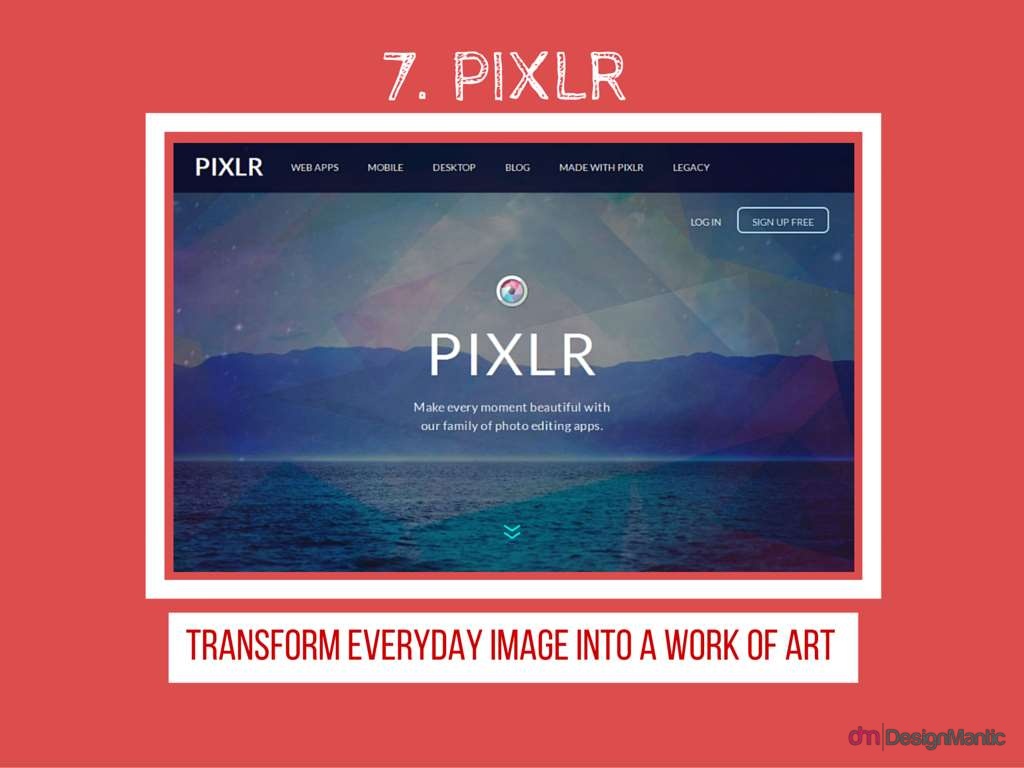 7. PIXLR
PIXLR WEB APPS MOBILE DESKTOP BLOG MADE WITH PIXLR LEGACY
LOG IN SIGN UP FREE
PIXLR
Make every moment beautiful with
our family of photo editing apps.
TRANSFORM EVERYDAY IMAGE INTO A WORK OF ART
dm DesignMantic